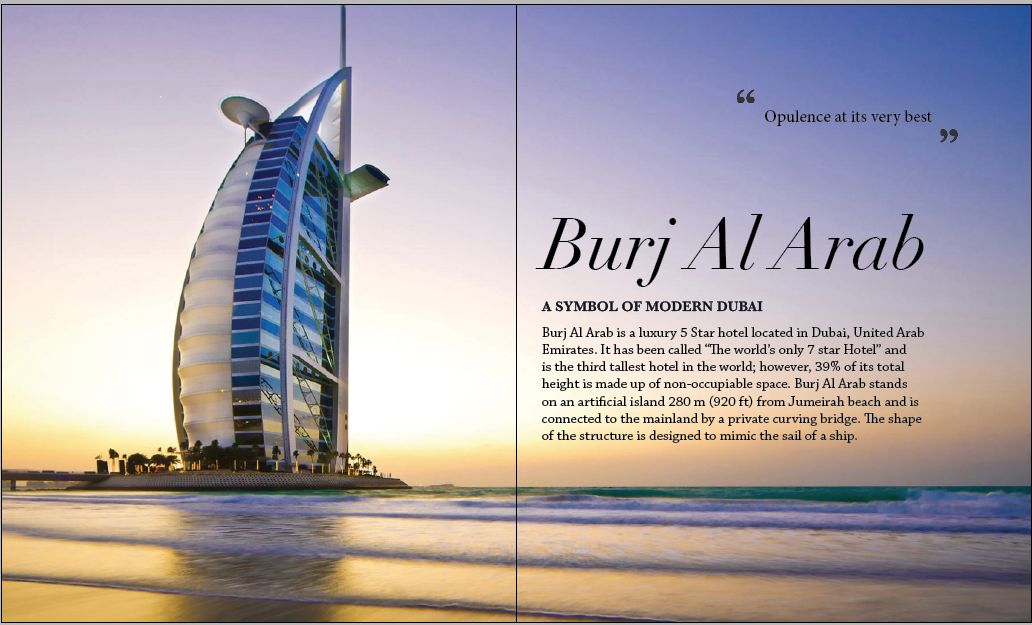 “
Opulence at its very best
”
Burj Al Arab
A SYMBOL OF MODERN DUBAI
Burj Al Arab is a luxury 5 Star hotel located in Dubai, United Arab
Emirates. It has been called “The world’s only 7 star Hotel” and
is the third tallest hotel in the world; however, 39% of its total
height is made up of non-occupiable space. Burj Al Arab stands
on an artificial island 280 m (920 ft) from Jumeirah beach and is
connected to the mainland by a private curving bridge. The shape
of the structure is designed to mimic the sail of a ship.